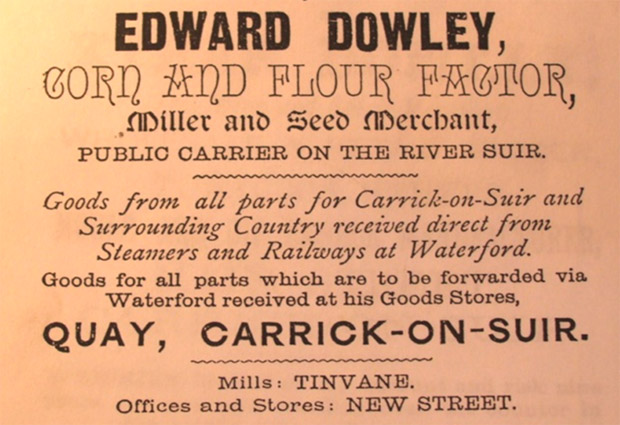 EDWARD DOWLEY,
CORN AND FLOUR FACTOR,
Miller and Seed Merchant,
PUBLIC CARRIER ON THE RIVER SUIR.
Goods from all parts for Carrick-on-Suir and
Surrounding Country received direct from
Steamers and Railways at Waterford.
Goods for all parts which are to be forwarded via
Waterford received at his Goods Stores,
QUAY, CARRICK-ON-SUIR.
Mills: TINVANE.
Offices and Stores: NEW STREET.